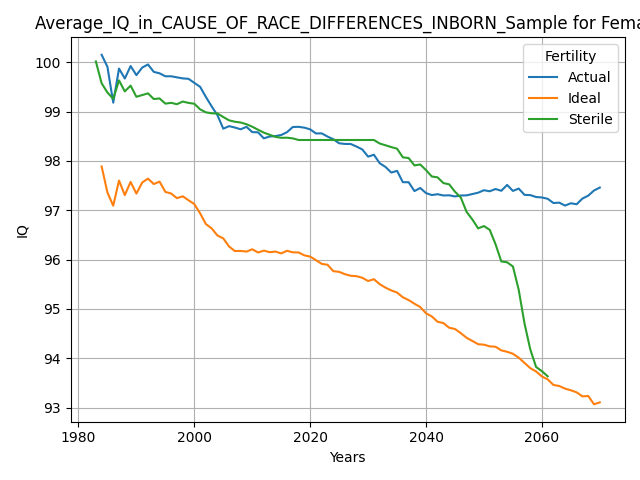 Average_IQ_in_CAUSE_OF_RACE_DIFFERENCES_INBORN_Sample for Fema
Fertility
Actual
Ideal
Sterile
IQ
100
99
98
97
96
95
94
93
1980
2000
2020
2040
2060
Years